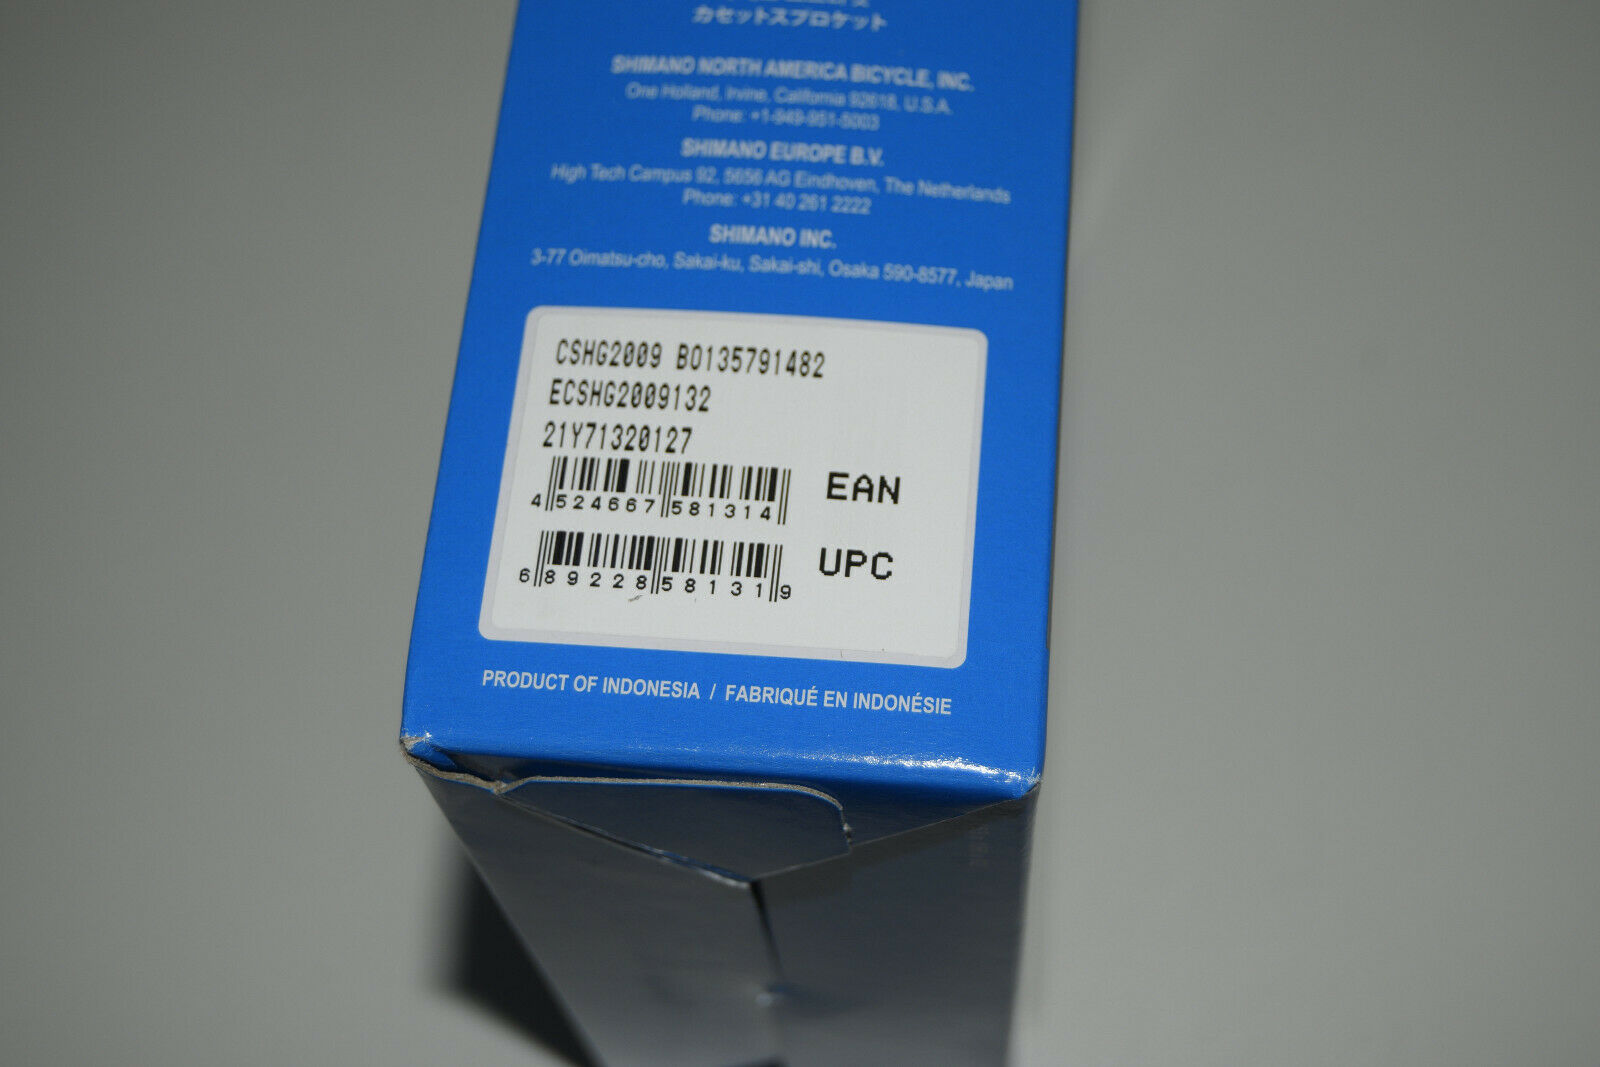 カセットスプロケット
SHIMANO NORTH AMERICA BICYCLE, INC.
One Holland, Irvine, California 92618, U.S.A.
Phone: +1-949-951-5003
SHIMANO EUROPE B.V.
High Tech Campus 92, 5656 AG Eindhoven, The Netherlands
Phone: +31 40 261 2222
SHIMANO INC.
3-77 Oimatsu-cho, Sakai-ku, Sakai-shi, Osaka 590-8577, Japan
CSHG2009 BO135791482
ECSHG2009132
21Y71320127
4 524667 581314 EAN
6 89228 58131 9 UPC
PRODUCT OF INDONESIA / FABRIQUÉ EN INDONÉSIE